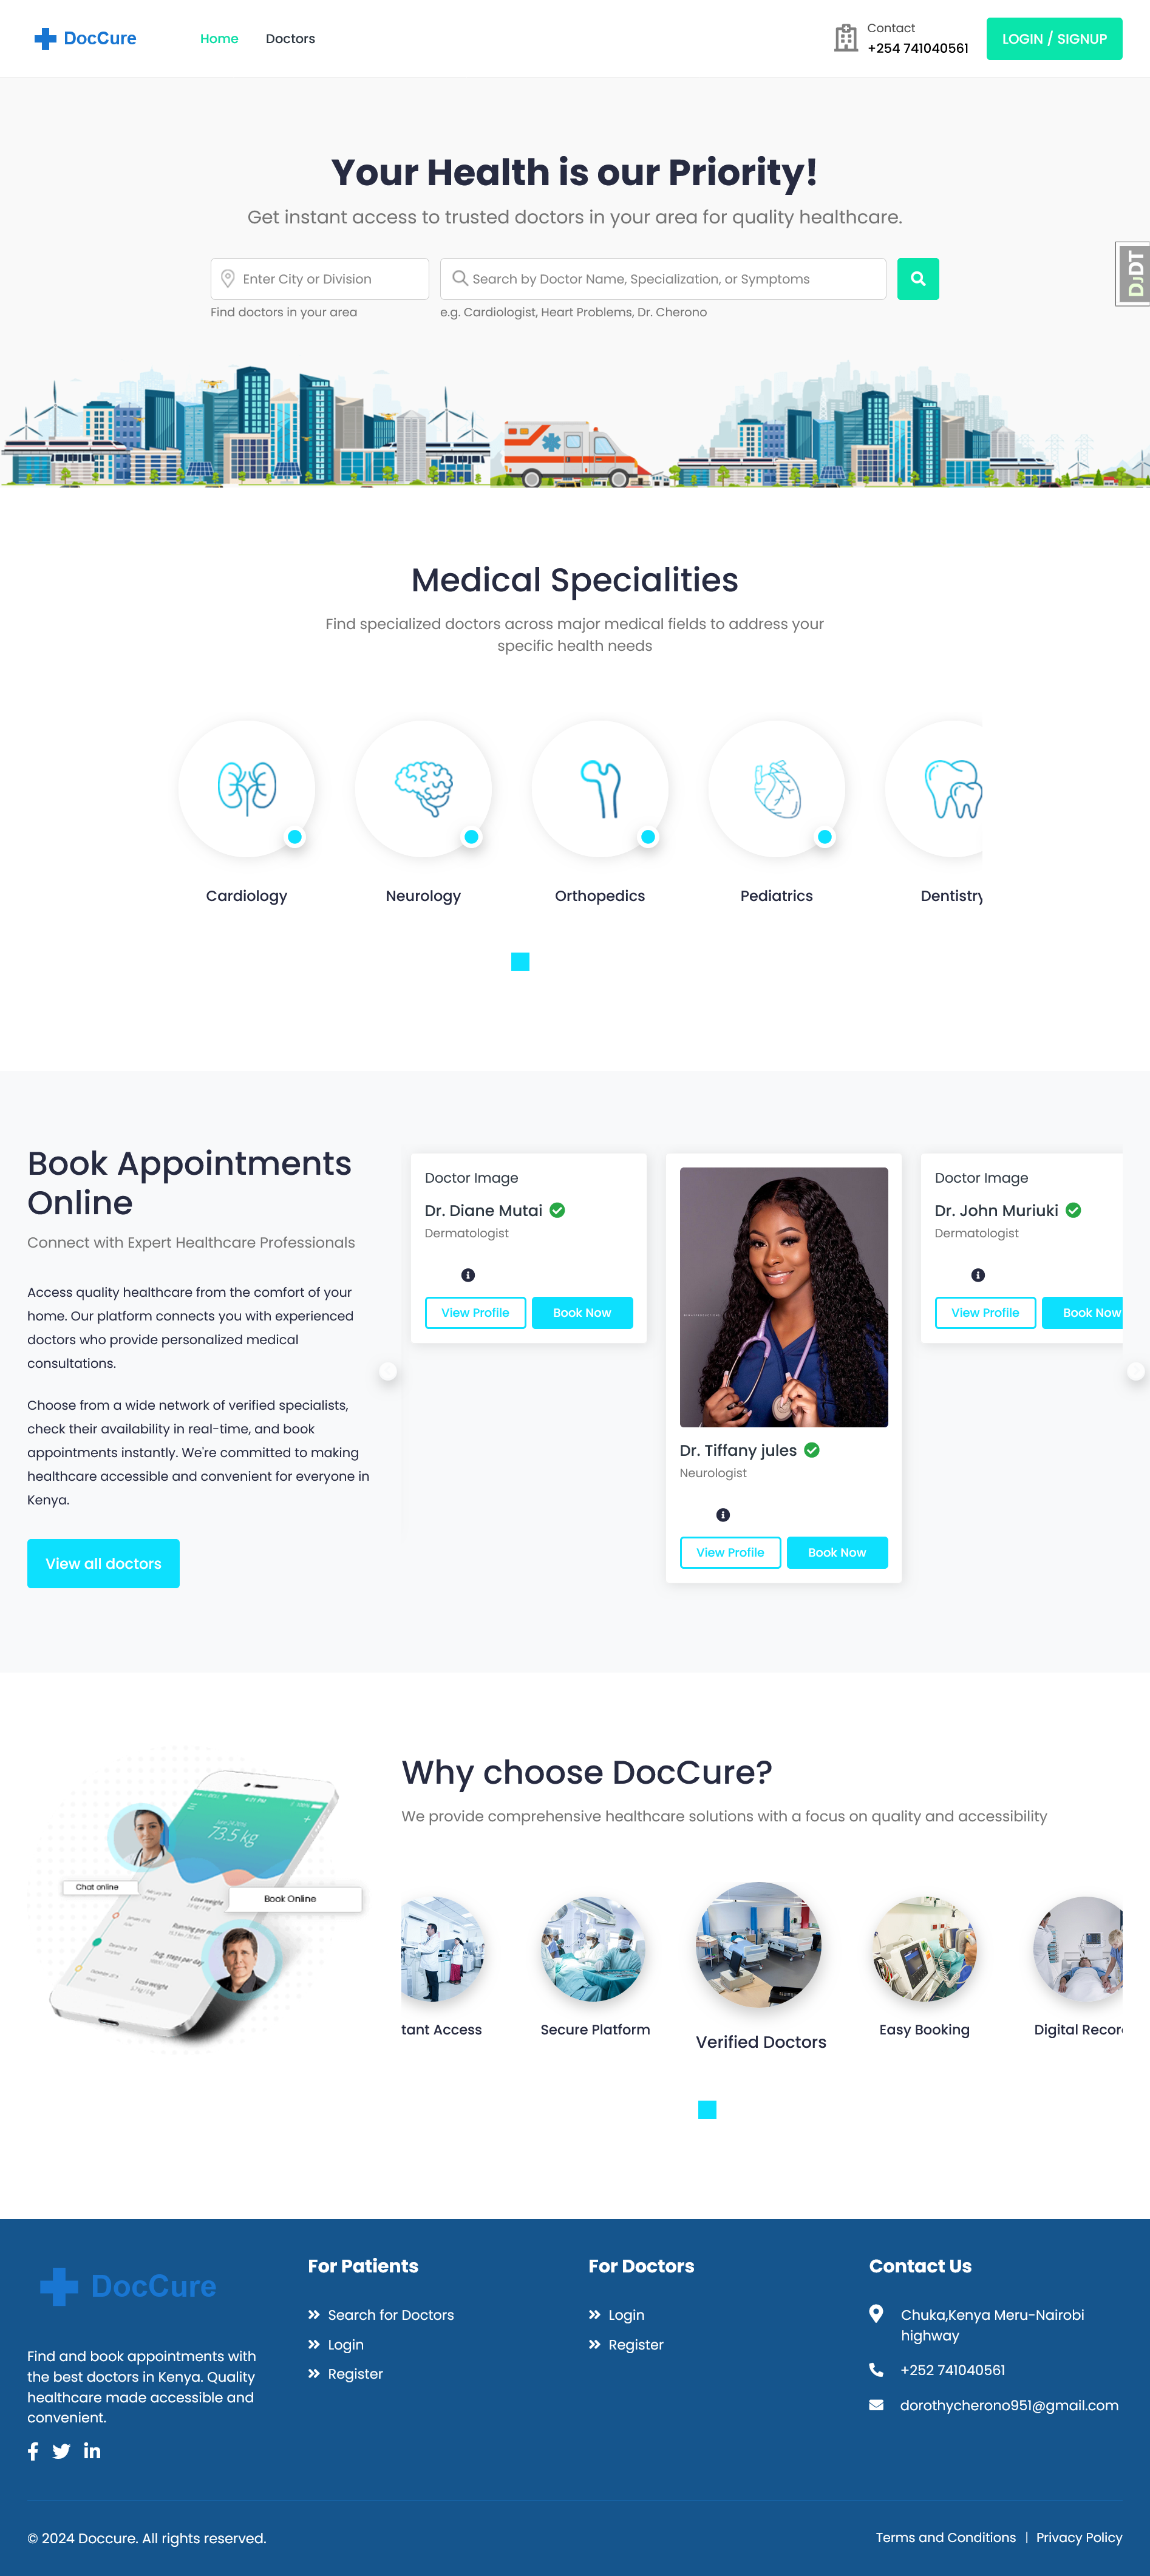 DocCure
Home
Doctors
Contact
+254 741040561
LOGIN / SIGNUP
Your Health is our Priority!
Get instant access to trusted doctors in your area for quality healthcare.
Enter City or Division
Search by Doctor Name, Specialization, or Symptoms
Find doctors in your area
e.g. Cardiologist, Heart Problems, Dr. Cherono
DJDT
Medical Specialities
Find specialized doctors across major medical fields to address your
specific health needs
Cardiology
Neurology
Orthopedics
Pediatrics
Dentistry
Book Appointments
Online
Connect with Expert Healthcare Professionals
Access quality healthcare from the comfort of your
home. Our platform connects you with experienced
doctors who provide personalized medical
consultations.
Choose from a wide network of verified specialists,
check their availability in real-time, and book
appointments instantly. We're committed to making
healthcare accessible and convenient for everyone in
Kenya.
View all doctors
Doctor Image
Dr. Diane Mutai
Dermatologist
View Profile
Book Now
Dr. Tiffany jules
Neurologist
View Profile
Book Now
Doctor Image
Dr. John Muriuki
Dermatologist
View Profile
Book Now
Why choose DocCure?
We provide comprehensive healthcare solutions with a focus on quality and accessibility
73.5 kg
Chat online
Book Online
Lose weight
Avg. steps per day
Lose weight
tant Access
Secure Platform
Verified Doctors
Easy Booking
Digital Recor
DocCure
Find and book appointments with
the best doctors in Kenya. Quality
healthcare made accessible and
convenient.
For Patients
Search for Doctors
Login
Register
For Doctors
Login
Register
Contact Us
Chuka,Kenya Meru-Nairobi
highway
+252 741040561
dorothycherono951@gmail.com
© 2024 Doccure. All rights reserved.
Terms and Conditions | Privacy Policy